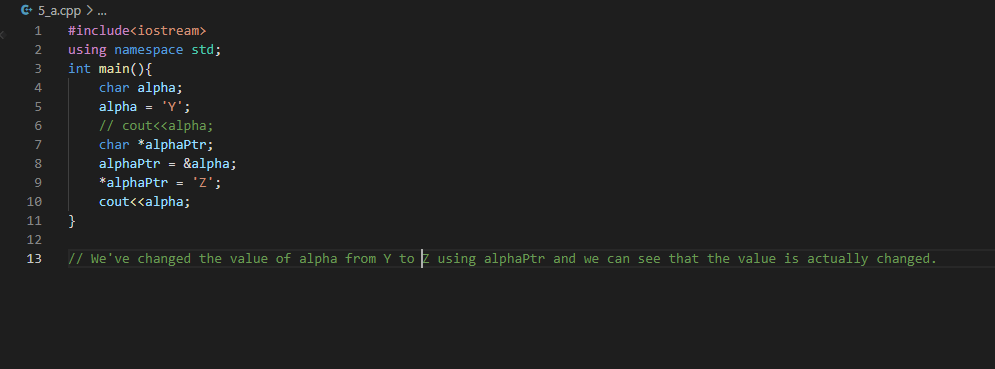 5_a.cpp > ...
1 #include<iostream>
2 using namespace std;
3 int main(){
4 char alpha;
5 alpha = 'Y';
6 // cout<<alpha;
7 char *alphaPtr;
8 alphaPtr = &alpha;
9 *alphaPtr = 'Z';
10 cout<<alpha;
11 }
12
13 // We've changed the value of alpha from Y to Z using alphaPtr and we can see that the value is actually changed.